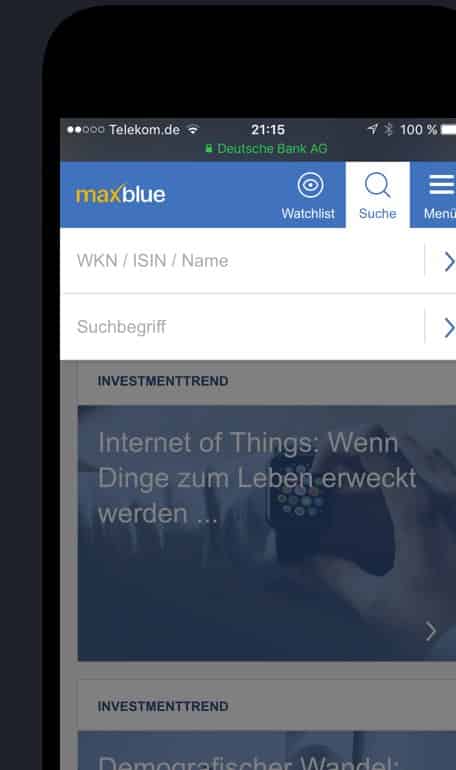 Telekom.de 21:15 100 %
Deutsche Bank AG
maxblue Watchlist Suche Menü
WKN / ISIN / Name
Suchbegriff
INVESTMENTTREND
Internet of Things: Wenn
Dinge zum Leben erweckt
werden ...
INVESTMENTTREND
Demografischer Wandel: